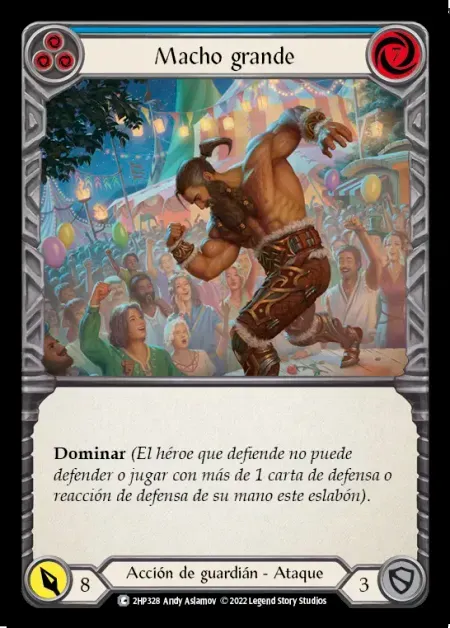 Macho grande
7
Dominar (El héroe que defiende no puede
defender o jugar con más de 1 carta de defensa o
reacción de defensa de su mano este eslabón).
8
Acción de guardián - Ataque
3
C 2HP328 Andy Aslamov © 2022 Legend Story Studios